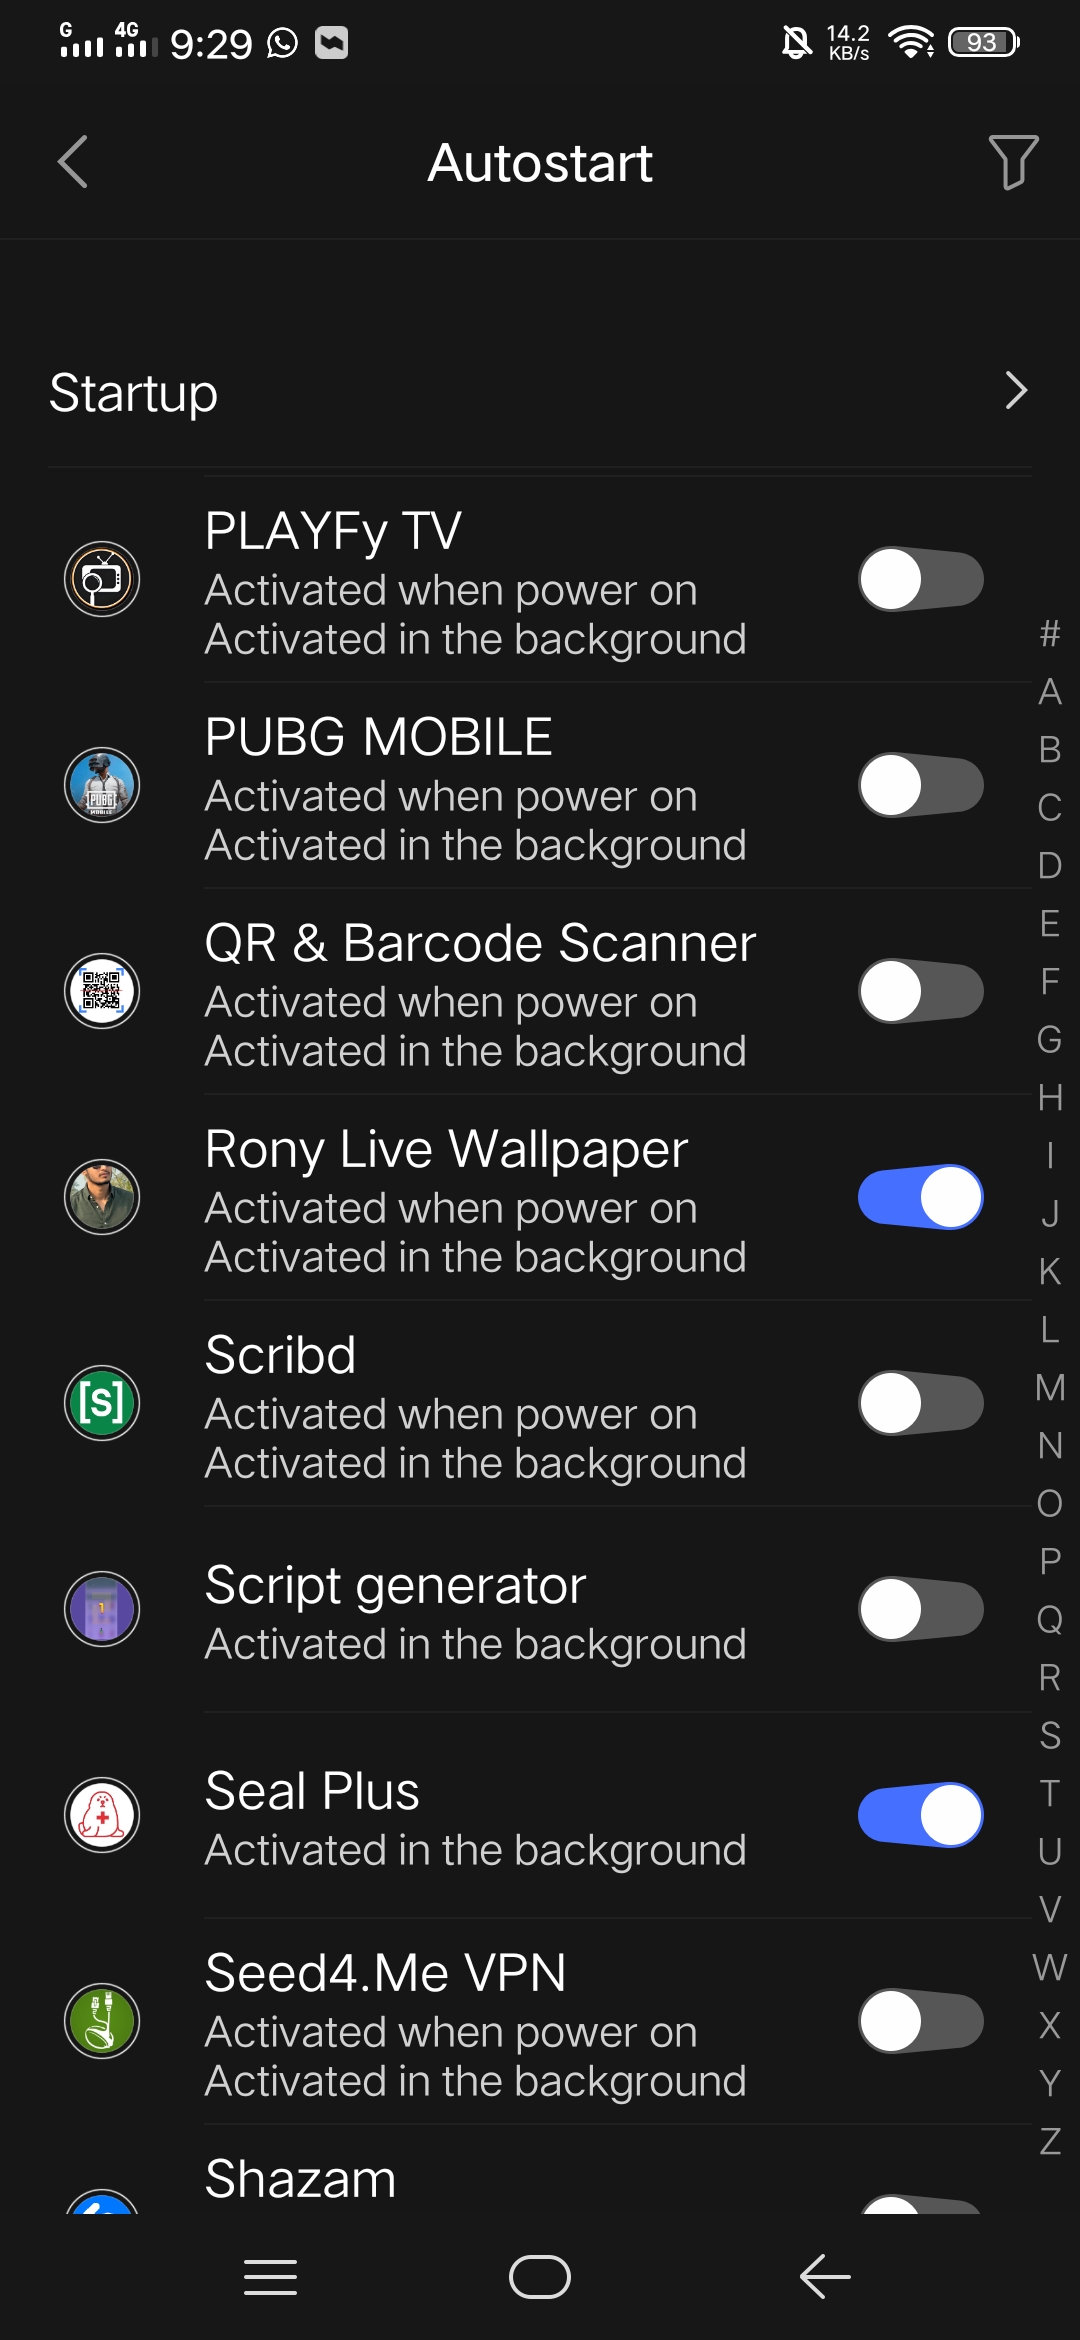 G 4G 9:29 14.2 KB/s 93
Autostart
Startup
PLAYFy TV
Activated when power on
Activated in the background
PUBG MOBILE
Activated when power on
Activated in the background
PUBG
MOBILE
QR & Barcode Scanner
Activated when power on
Activated in the background
Rony Live Wallpaper
Activated when power on
Activated in the background
Scribd
Activated when power on
Activated in the background
[S]
Script generator
Activated in the background
1
Seal Plus
Activated in the background
Seed4.Me VPN
Activated when power on
Activated in the background
Shazam
#
A
B
C
D
E
F
G
H
I
J
K
L
M
N
O
P
Q
R
S
T
U
V
W
X
Y
Z